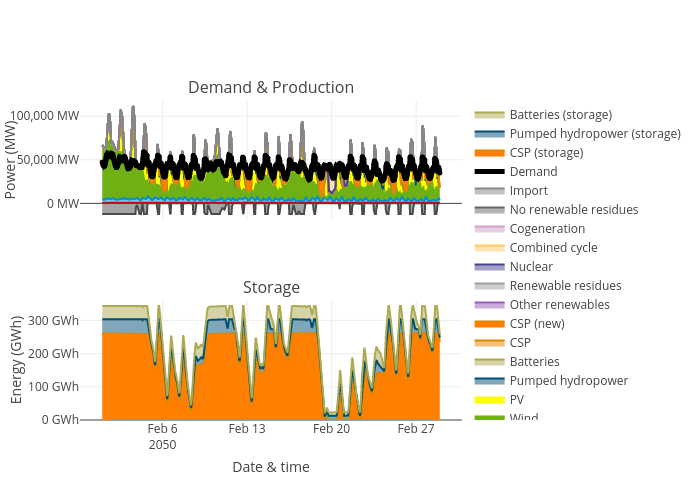 Demand & Production
Power (MW)
100,000 MW
50,000 MW
0 MW
Storage
Energy (GWh)
300 GWh
200 GWh
100 GWh
0 GWh
Feb 6
2050
Feb 13
Feb 20
Feb 27
Date & time
Batteries (storage)
Pumped hydropower (storage)
CSP (storage)
Demand
Import
No renewable residues
Cogeneration
Combined cycle
Nuclear
Renewable residues
Other renewables
CSP (new)
CSP
Batteries
Pumped hydropower
PV
Wind